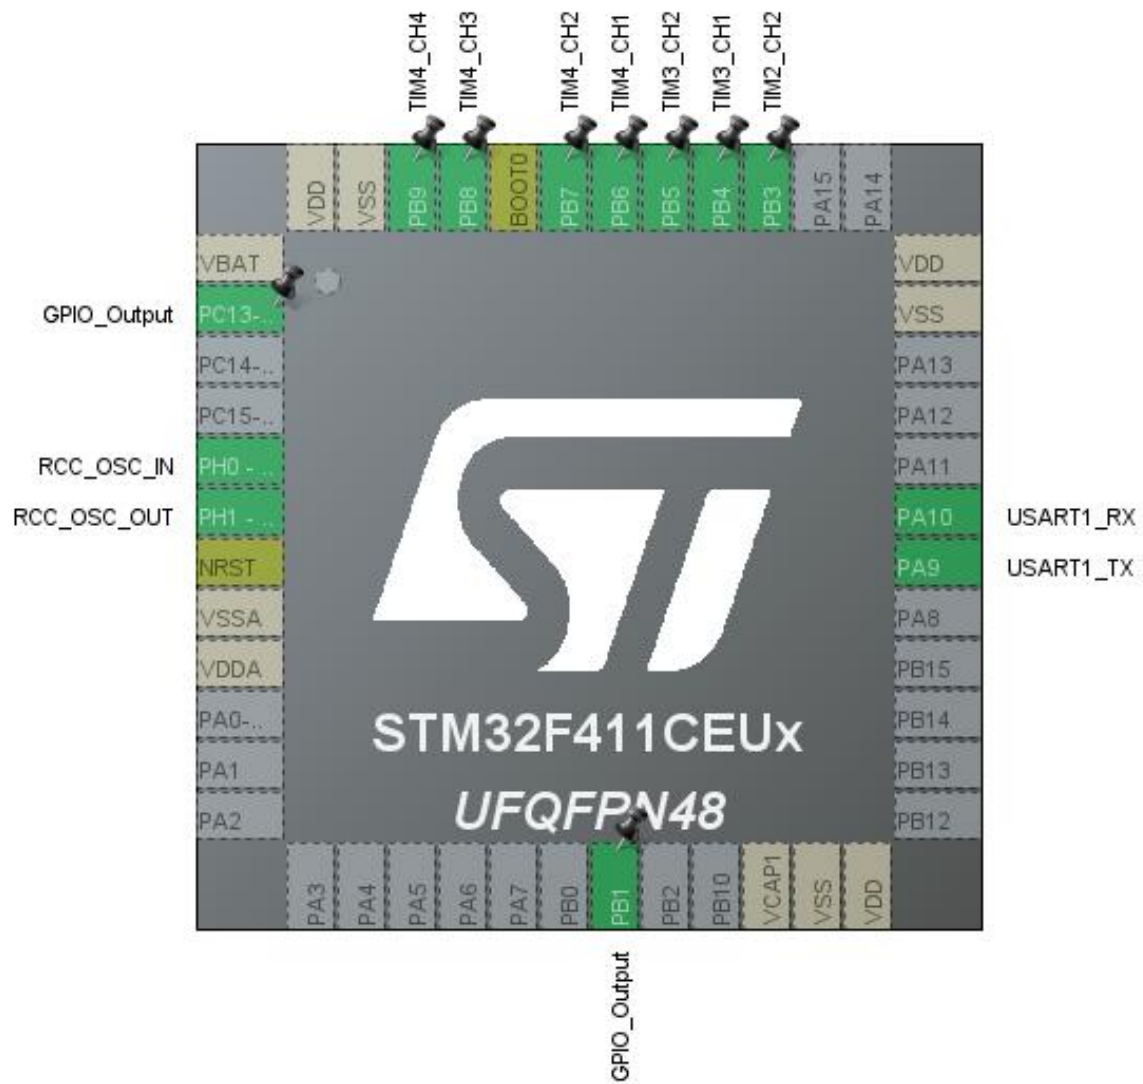 TIM4_CH4
TIM4_CH3
TIM4_CH2
TIM4_CH1
TIM3_CH2
TIM3_CH1
TIM2_CH2
VDD
VSS
PB9
PB8
BOOT0
PB7
PB6
PB5
PB4
PB3
PA15
PA14
VBAT
GPIO_Output
PC13-..
PC14-..
PC15-..
RCC_OSC_IN
PH0 - ..
RCC_OSC_OUT
PH1 - ..
NRST
VSSA
VDDA
PA0-..
PA1
PA2
VDD
VSS
PA13
PA12
PA11
PA10 USART1_RX
PA9 USART1_TX
PA8
PB15
PB14
PB13
PB12
ST
STM32F411CEUx
UFQFPN48
PA3
PA4
PA5
PA6
PA7
PB0
PB1
PB2
PB10
VCAP1
VSS
VDD
GPIO_Output